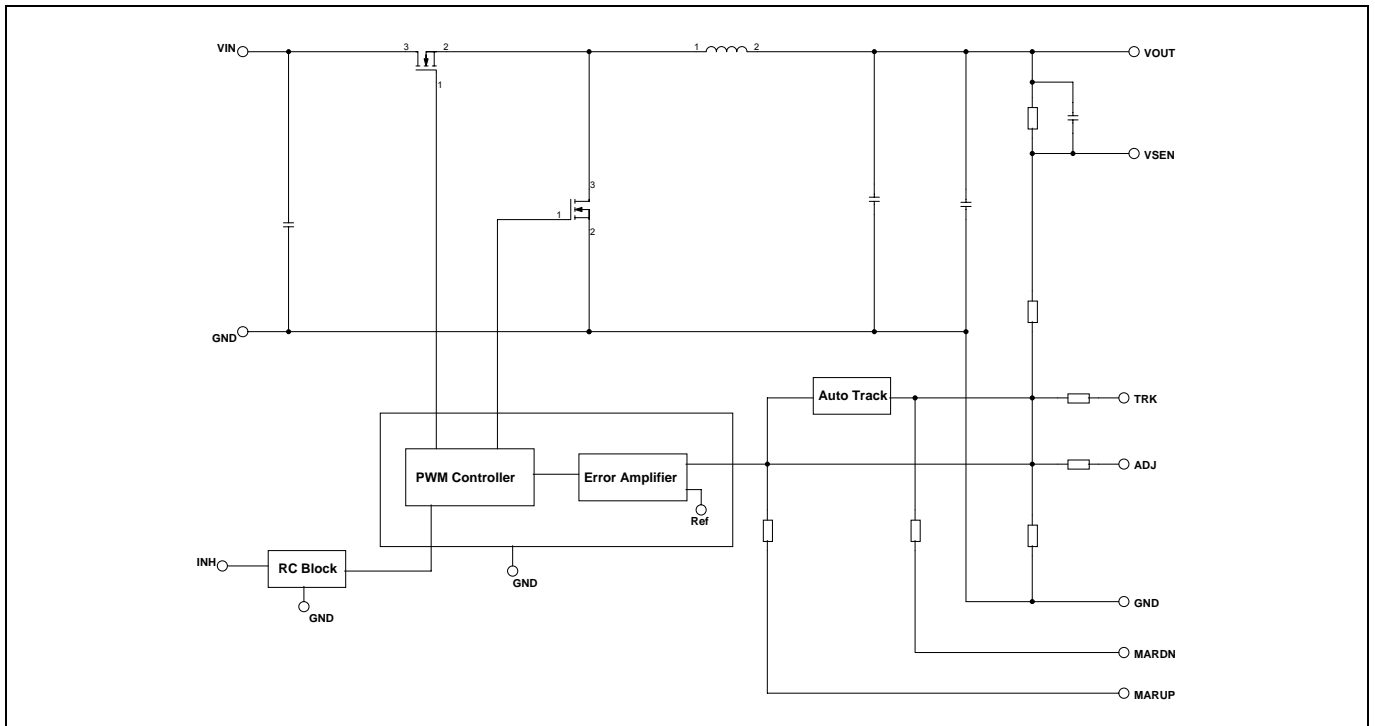 VIN
3
2
1
1
2
VOUT
VSEN
3
1
2
GND
Auto Track
TRK
PWM Controller
Error Amplifier
ADJ
Ref
INH
RC Block
GND
GND
GND
MARDN
MARUP